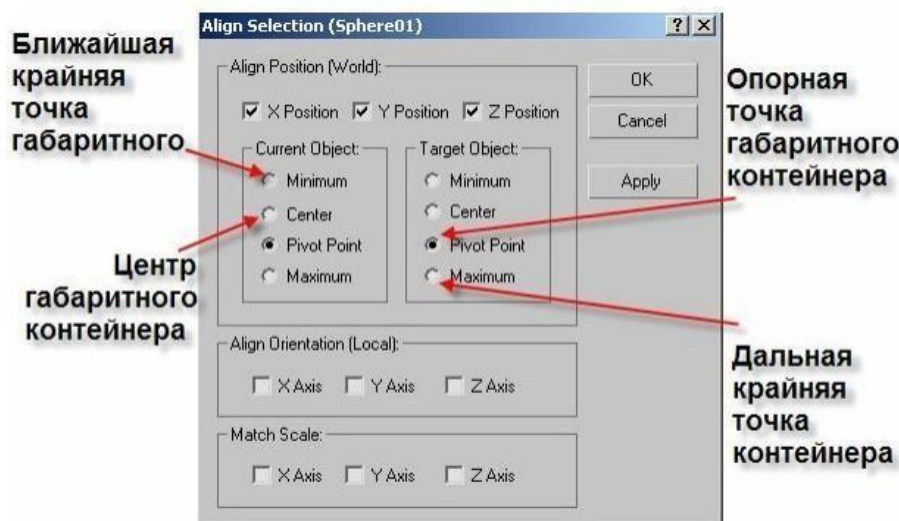 Ближайшая
крайняя
точка
габаритного
Центр
габаритного
контейнера
Align Selection (Sphere01)
Align Position (World):
X Position Y Position Z Position
Current Object:
Minimum
Center
Pivot Point
Maximum
Target Object:
Minimum
Center
Pivot Point
Maximum
Align Orientation (Local):
X Axis Y Axis Z Axis
Match Scale:
X Axis Y Axis Z Axis
OK
Cancel
Apply
Опорная
точка
габаритного
контейнера
Дальная
крайняя
точка
контейнера